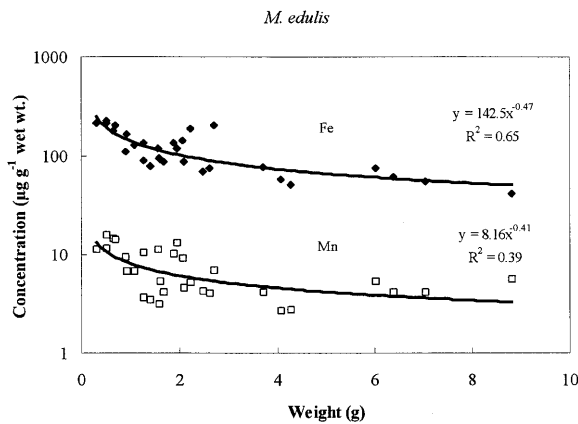 M. edulis
1000
100
10
1
Concentration (µg g⁻¹ wet wt.)
Fe
y = 142.5x⁻⁰·⁴⁷
R² = 0.65
Mn
y = 8.16x⁻⁰·⁴¹
R² = 0.39
0 2 4 6 8 10
Weight (g)